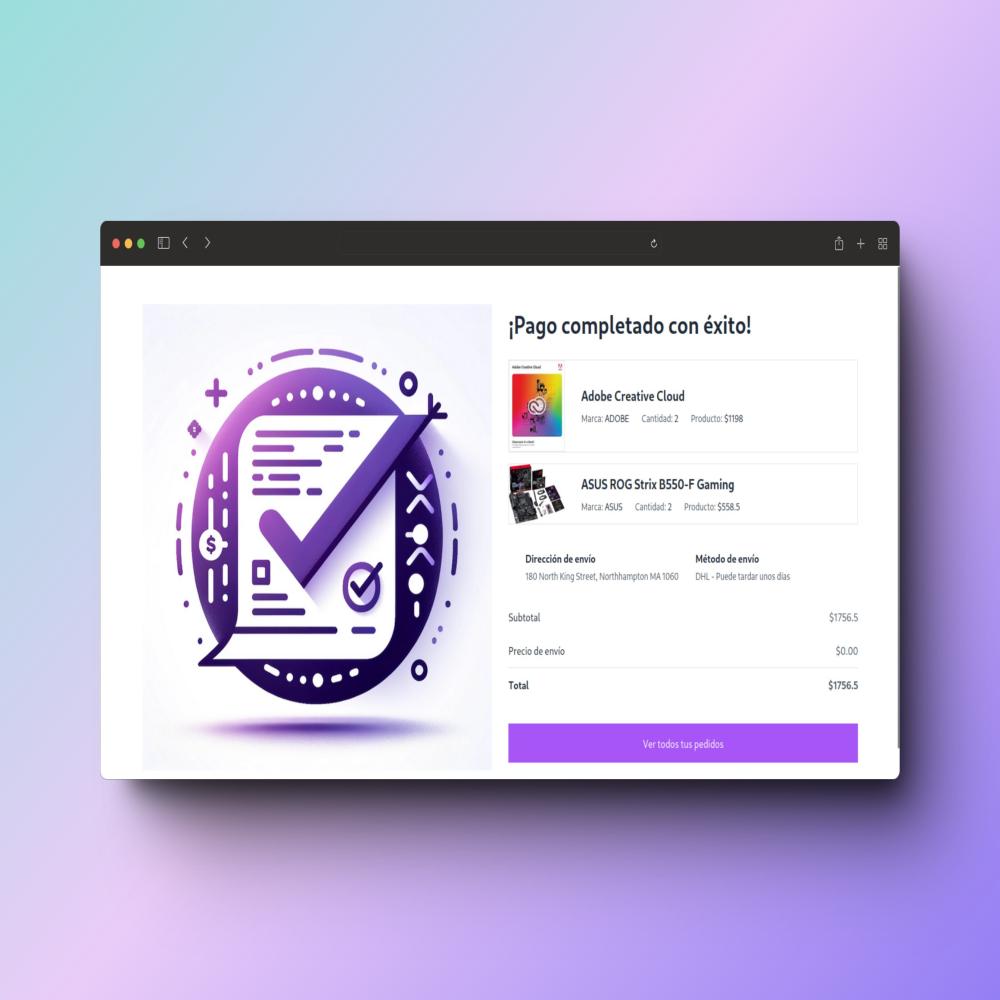 ¡Pago completado con éxito!
Adobe Creative Cloud
Adobe Creative Cloud
Marca: ADOBE Cantidad: 2 Producto: $1198
ASUS ROG Strix B550-F Gaming
Marca: ASUS Cantidad: 2 Producto: $558.5
Dirección de envío Método de envío
180 North King Street, Northhampton MA 1060 DHL - Puede tardar unos días
$
Subtotal $1756.5
Precio de envío $0.00
Total $1756.5
Ver todos tus pedidos